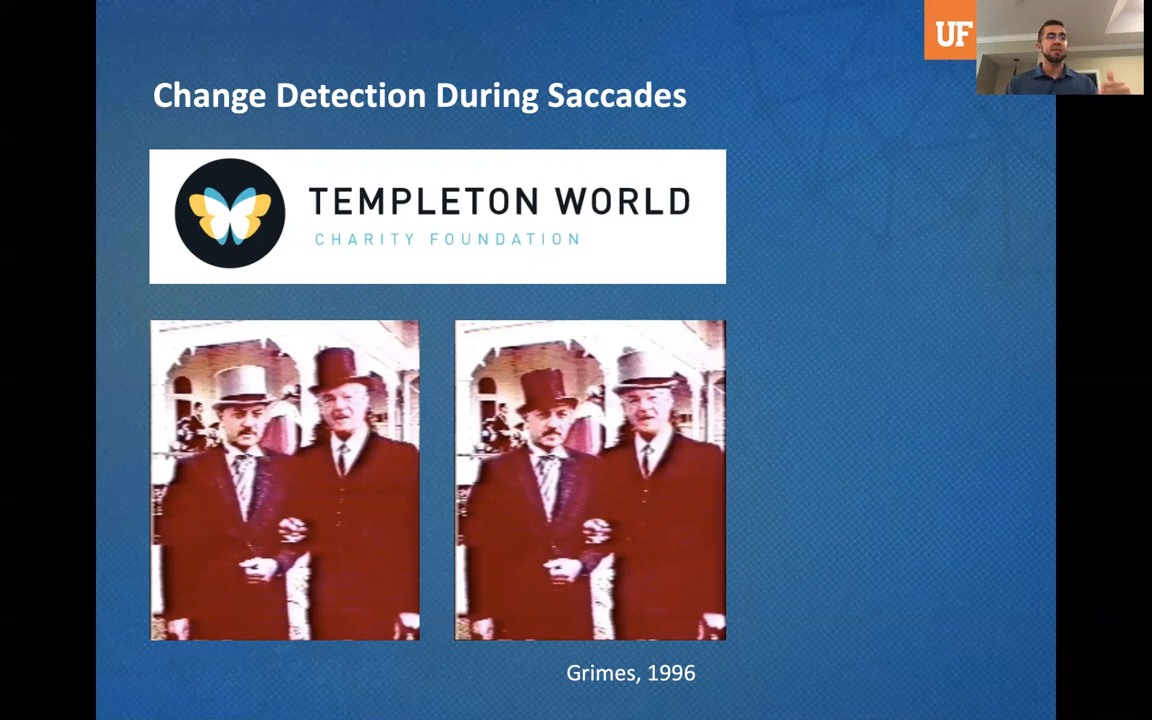 UF
Change Detection During Saccades
TEMPLETON WORLD
CHARITY FOUNDATION
Grimes, 1996